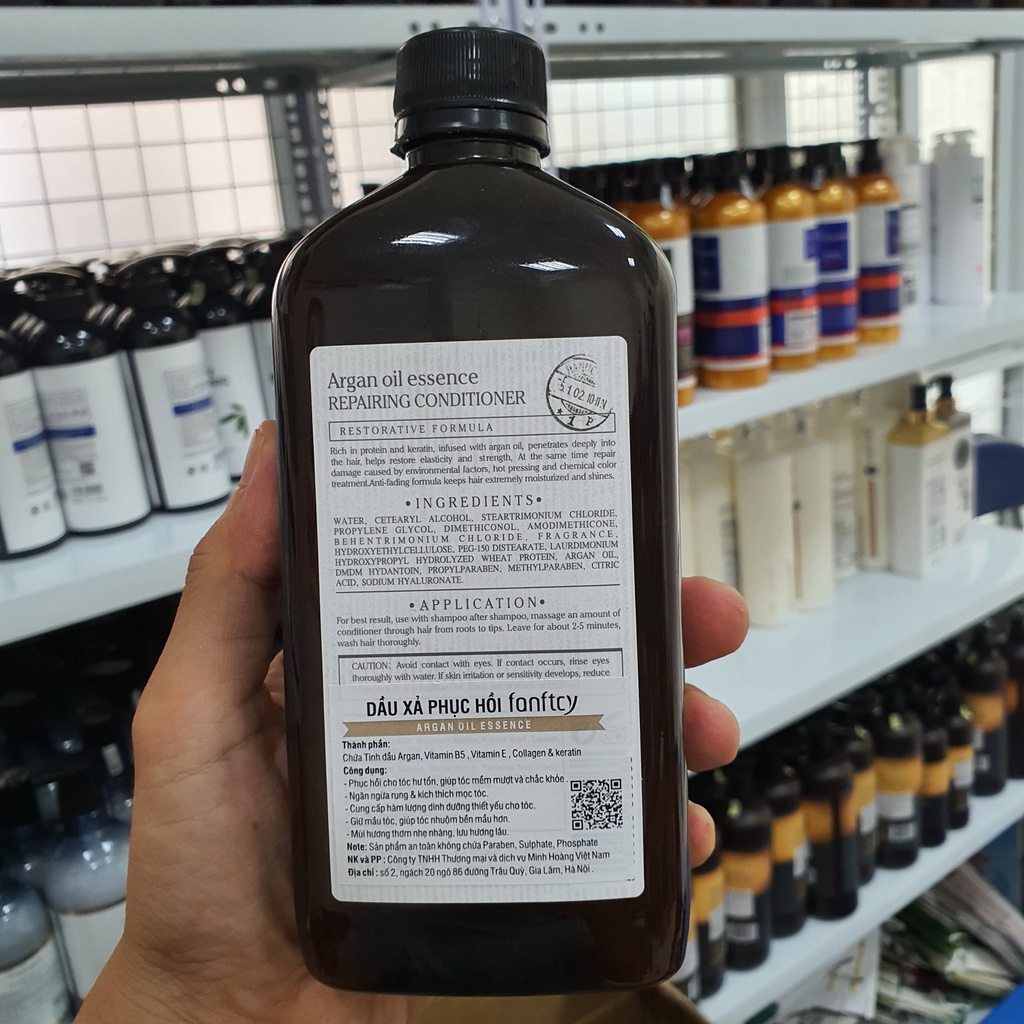 Argan oil essence
REPAIRING CONDITIONER
RESTORATIVE FORMULA
Rich in protein and keratin, infused with argan oil, penetrates deeply into
the hair, helps restore elasticity and strength, At the same time repair
damage caused by environmental factors, hot pressing and chemical color
treatment.Anti-fading formula keeps hair extremely moisturized and shines.
•INGREDIENTS•
WATER, CETEARYL ALCOHOL, STEARTRIMONIUM CHLORIDE,
PROPYLENE GLYCOL, DIMETHICONOL, AMODIMETHICONE,
BEHENTRIMONIUM CHLORIDE, FRAGRANCE,
HYDROXYETHYLCELLULOSE, PEG-150 DISTEARATE, LAURDIMONIUM
HYDROXYPROPYL HYDROLYZED WHEAT PROTEIN, ARGAN OIL,
DMDM HYDANTOIN, PROPYLPARABEN, METHYLPARABEN, CITRIC
ACID, SODIUM HYALURONATE.
•APPLICATION•
For best result, use with shampoo after shampoo, massage an amount of
conditioner through hair from roots to tips. Leave for about 2-5 minutes,
wash hair thoroughly.
CAUTION: Avoid contact with eyes. If contact occurs, rinse eyes
thoroughly with water. If skin irritation or sensitivity develops, reduce
DẦU XẢ PHỤC HỒI fanftcy
ARGAN OIL ESSENCE
Thành phần:
Chứa Tinh dầu Argan, Vitamin B5 , Vitamin E , Collagen & keratin
Công dụng:
- Phục hồi cho tóc hư tổn, giúp tóc mềm mượt và chắc khỏe .
- Ngăn ngừa rụng & kích thích mọc tóc.
- Cung cấp hàm lượng dinh dưỡng thiết yếu cho tóc.
- Giữ mầu tóc, giúp tóc nhuộm bền mầu hơn.
- Mùi hương thơm nhẹ nhàng, lưu hương lâu.
Note: Sản phẩm an toàn không chứa Paraben, Sulphate, Phosphate
NK và PP : Công ty TNHH Thương mại và dịch vụ Minh Hoàng Việt Nam
Địa chỉ : số 2, ngách 20 ngõ 86 đường Trâu Quỳ, Gia Lâm, Hà Nội .